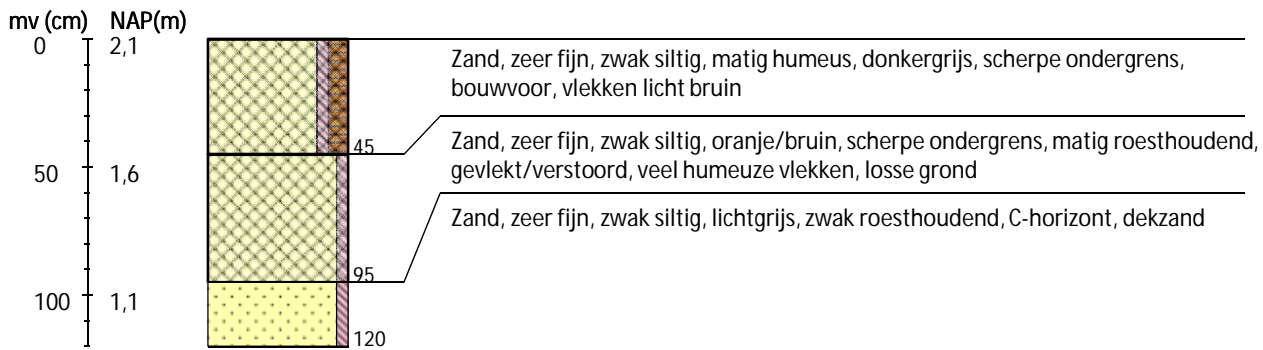 mv (cm) NAP(m)
0 2,1
Zand, zeer fijn, zwak siltig, matig humeus, donkergrijs, scherpe ondergrens,
bouwvoor, vlekken licht bruin
45
Zand, zeer fijn, zwak siltig, oranje/bruin, scherpe ondergrens, matig roesthoudend,
50 1,6
gevlekt/verstoord, veel humeuze vlekken, losse grond
Zand, zeer fijn, zwak siltig, lichtgrijs, zwak roesthoudend, C-horizont, dekzand
95
100 1,1
120